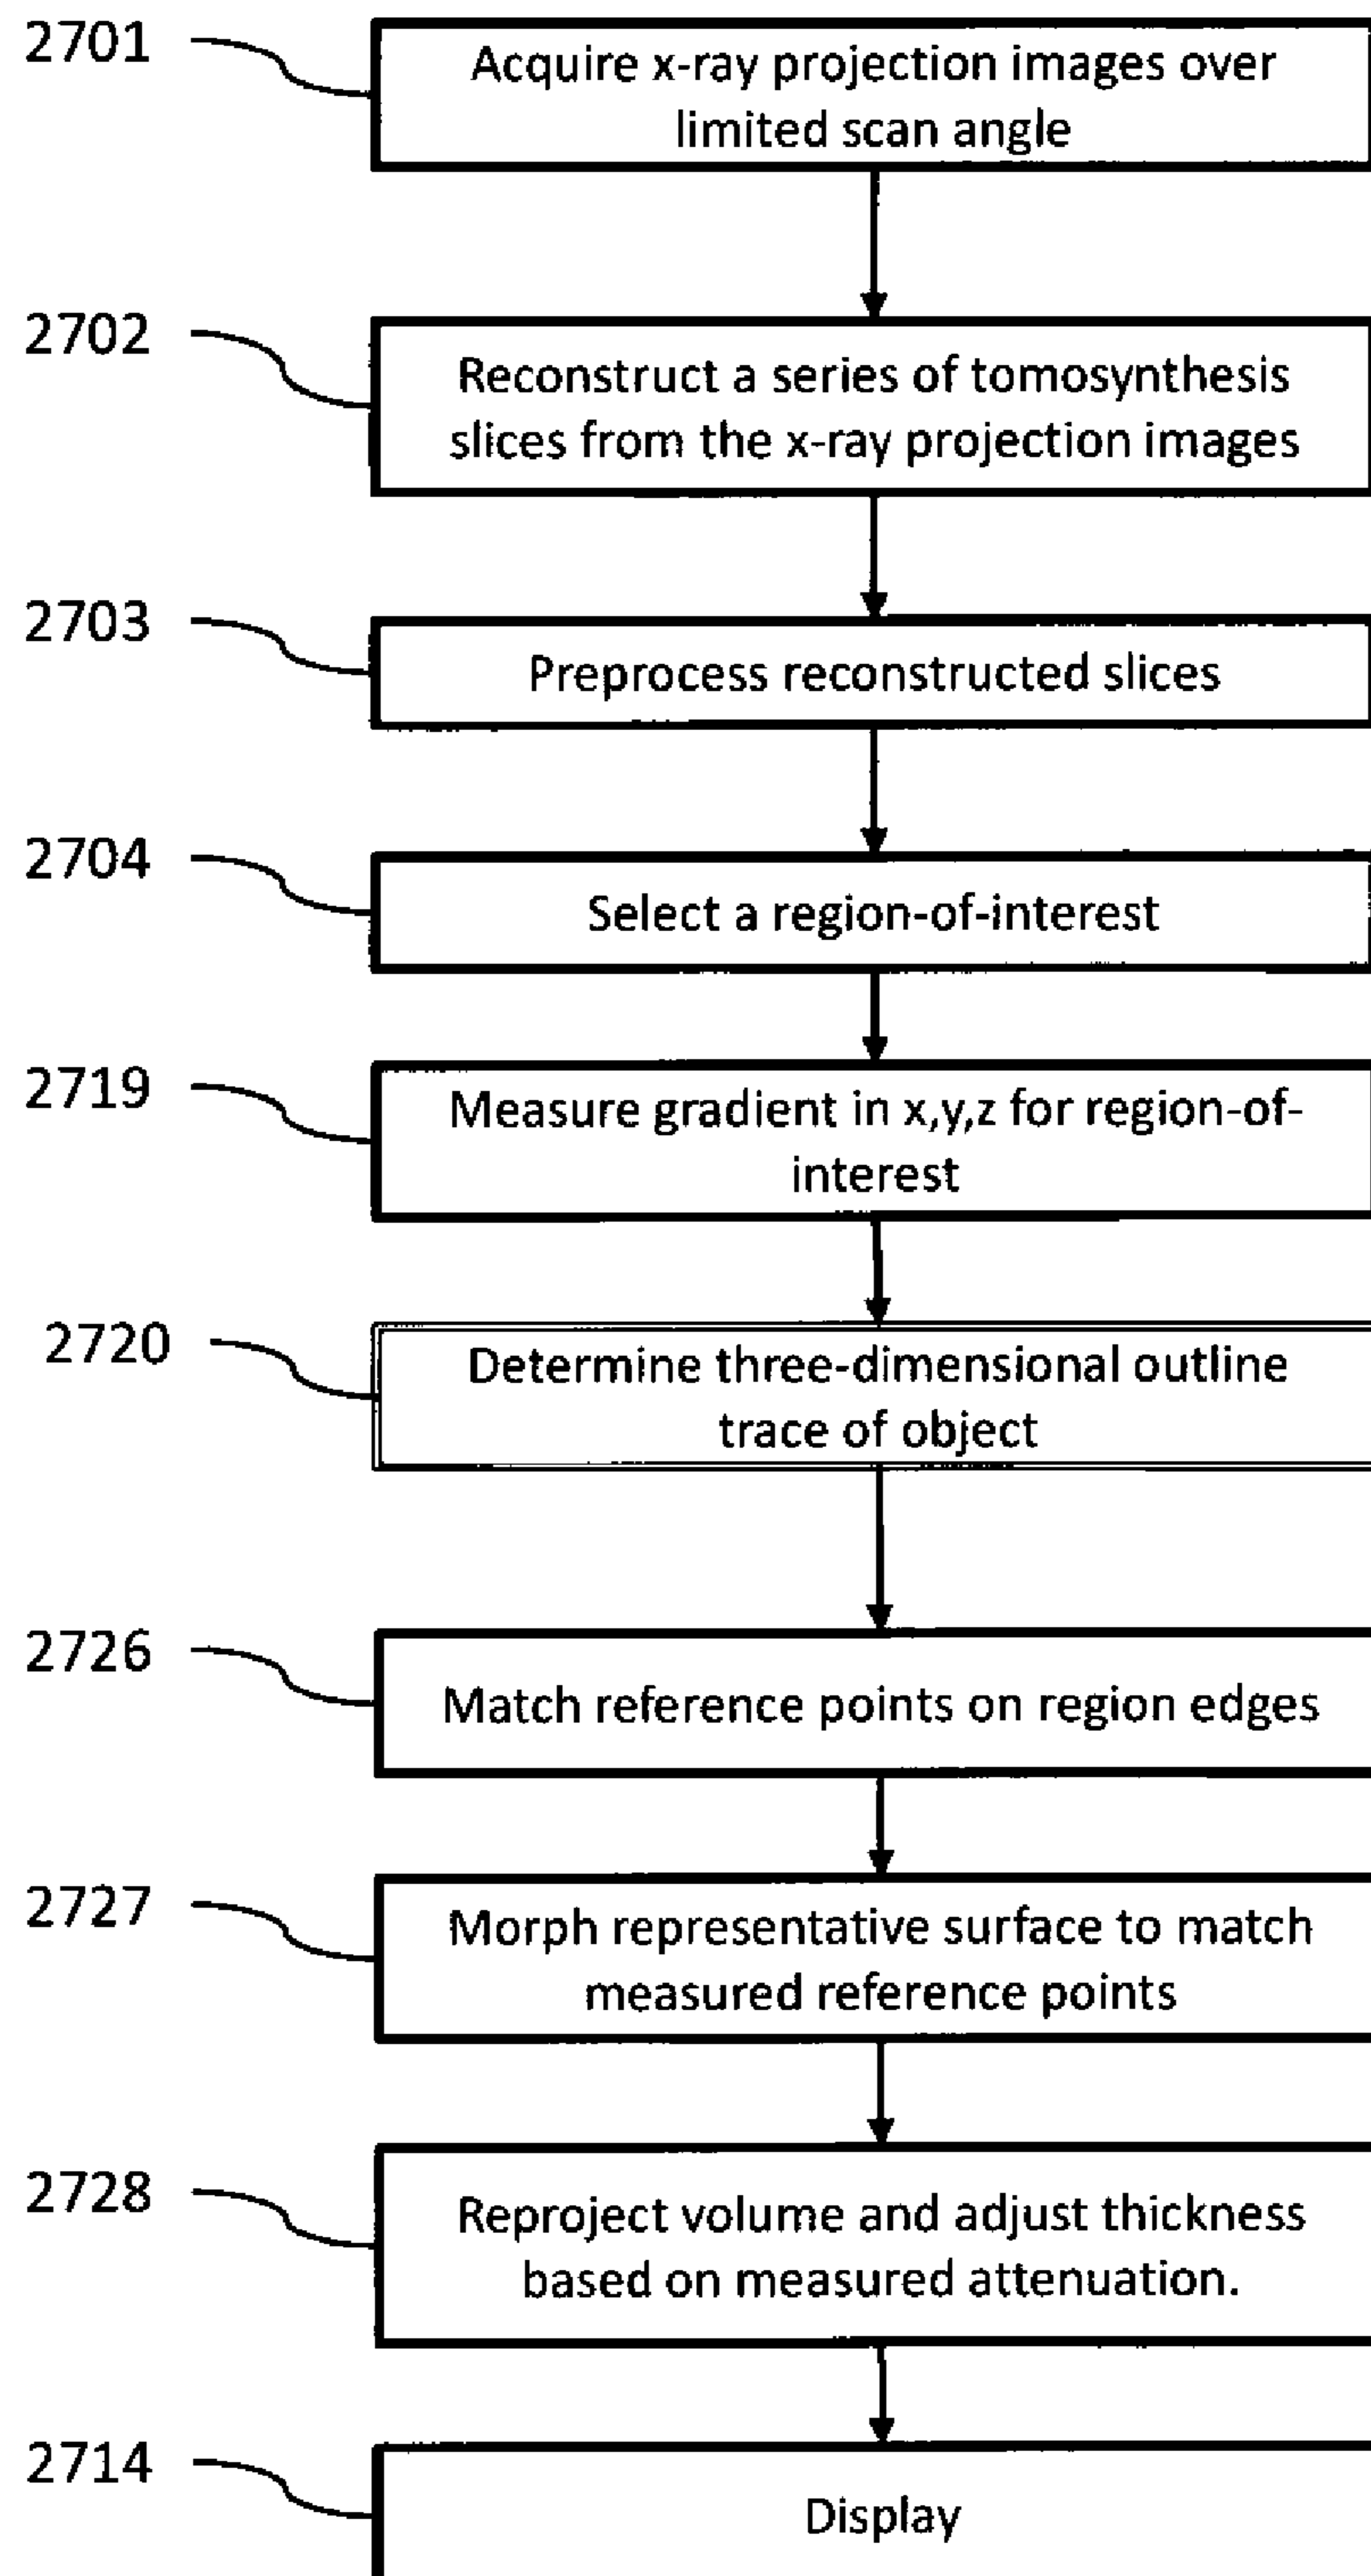 2701
Acquire x-ray projection images over
limited scan angle
2702
Reconstruct a series of tomosynthesis
slices from the x-ray projection images
2703
Preprocess reconstructed slices
2704
Select a region-of-interest
2719
Measure gradient in x,y,z for region-of-
interest
2720
Determine three-dimensional outline
trace of object
2726
Match reference points on region edges
2727
Morph representative surface to match
measured reference points
2728
Reproject volume and adjust thickness
based on measured attenuation.
2714
Display